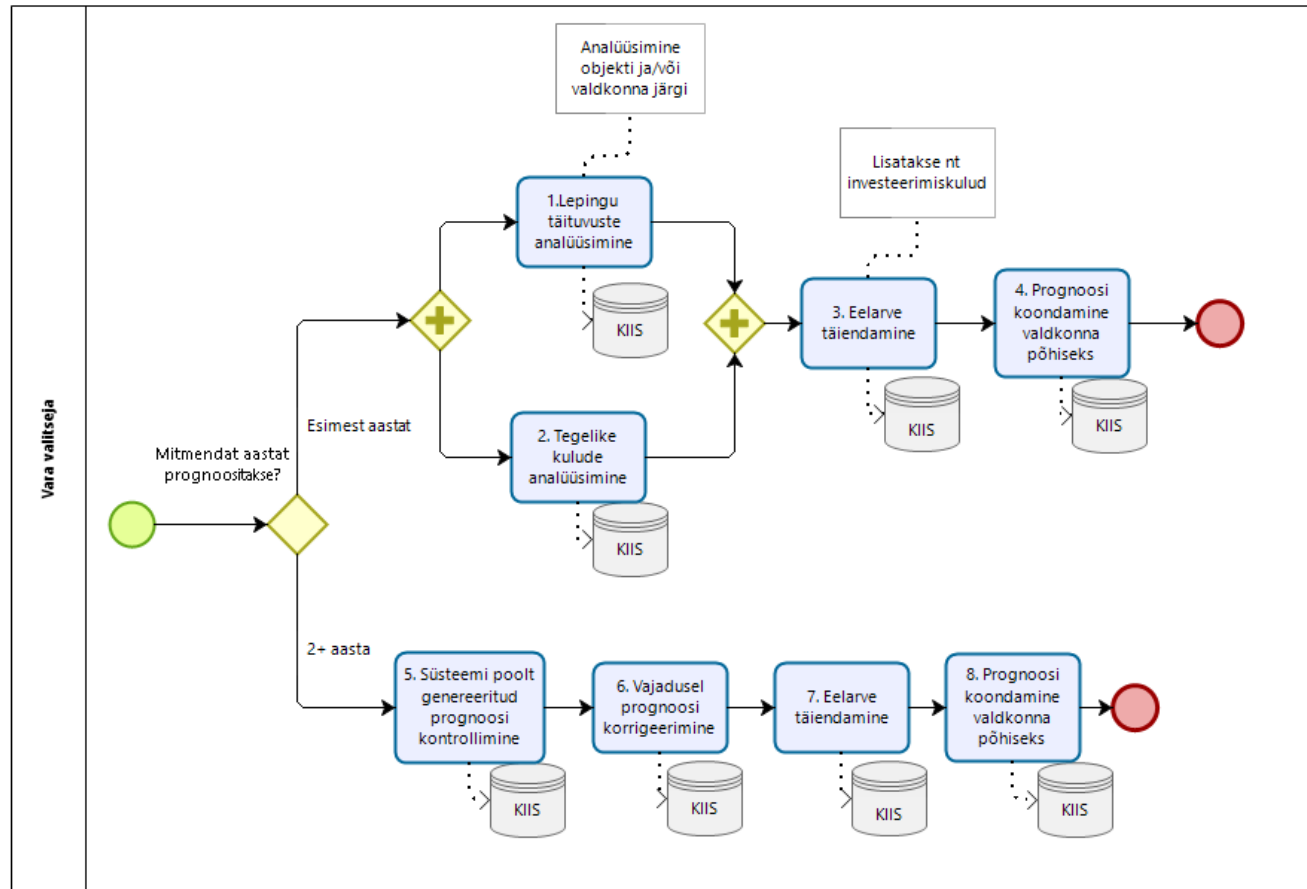 Vara valitseja
Analüüsimine
objekti ja/või
valdkonna järgi
Lisatakse nt
investeerimiskulud
1.Lepingu
täituvuste
analüüsimine
KIIS
3. Eelarve
täiendamine
KIIS
4. Prognoosi
koondamine
valdkonna
põhiseks
KIIS
Esimest aastat
2. Tegelike
kulude
analüüsimine
KIIS
Mitmendat aastat
prognoositakse?
2+ aasta
5. Süsteemi poolt
genereeritud
prognoosi
kontrollimine
KIIS
6. Vajadusel
prognoosi
korrigeerimine
KIIS
7. Eelarve
täiendamine
KIIS
8. Prognoosi
koondamine
valdkonna
põhiseks
KIIS